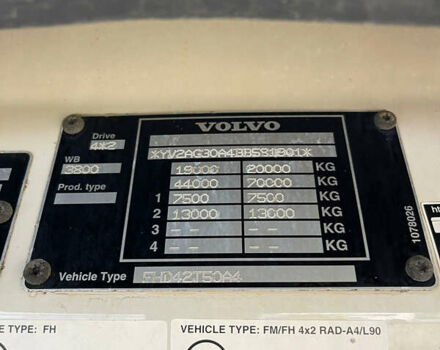 VOLVO
Drive
4x2
WB
3800
Prod. type
19000 20000 KG
44000 70000 KG
1 7500 7500 KG
2 13000 13000 KG
3 -- -- KG
4 -- -- KG
Vehicle Type FH042T50A4
1078026
ht
E TYPE: FH
VEHICLE TYPE: FM/FH 4x2 RAD-A4/L90